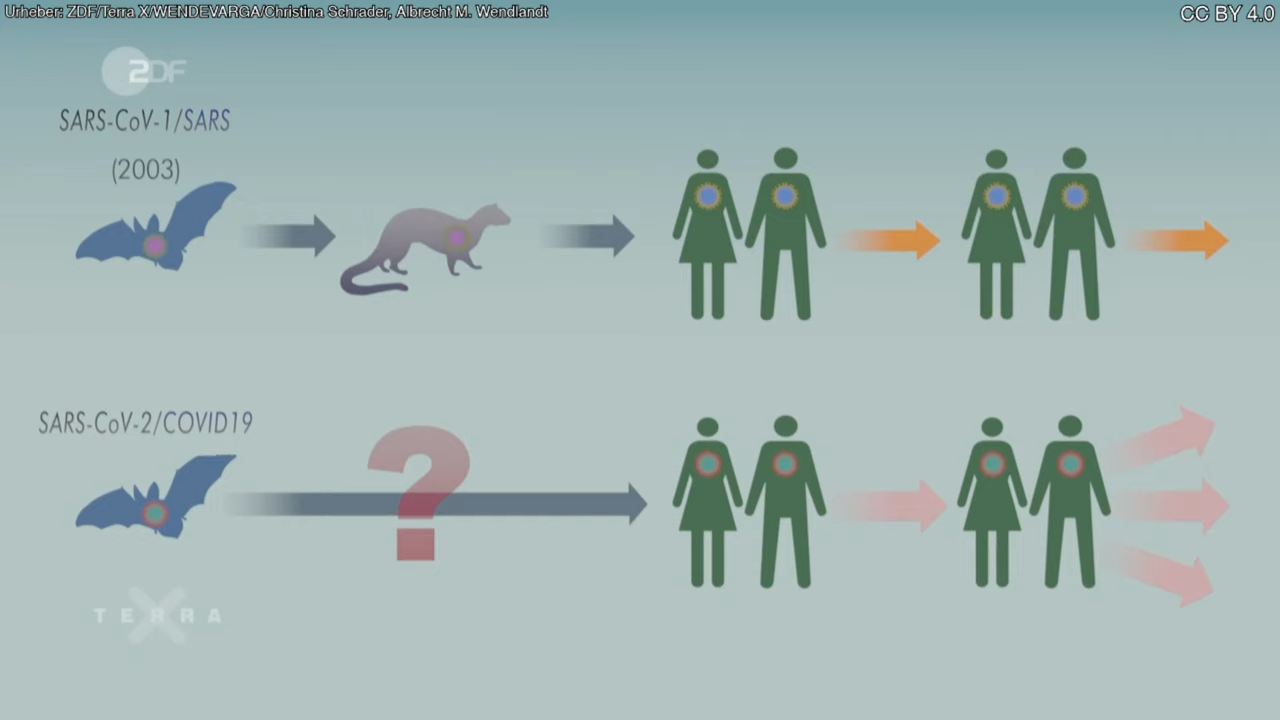 Urheber: ZDF/Terra X/WENDEVARGA/Christina Schrader, Albrecht M. Wendlandt
CC BY 4.0
ZDF
SARS-CoV-1/SARS
(2003)
SARS-CoV-2/COVID19
?
TERRA X